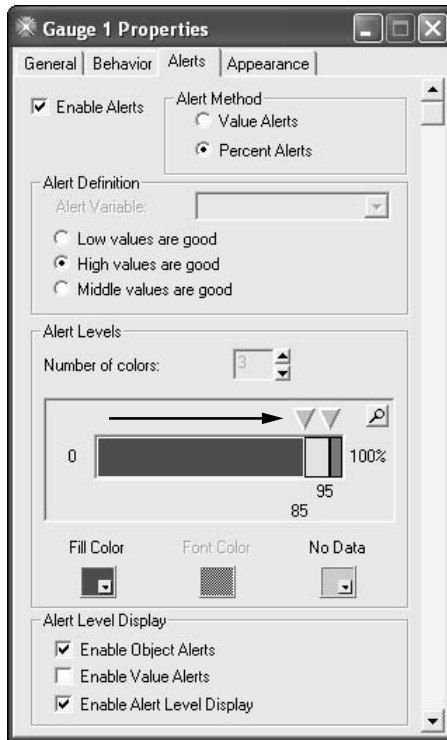 Gauge 1 Properties
General Behavior Alerts Appearance
Enable Alerts
Alert Method
Value Alerts
Percent Alerts
Alert Definition
Alert Variable:
Low values are good
High values are good
Middle values are good
Alert Levels
Number of colors: 3
0 100%
95
85
Fill Color Font Color No Data
Alert Level Display
Enable Object Alerts
Enable Value Alerts
Enable Alert Level Display